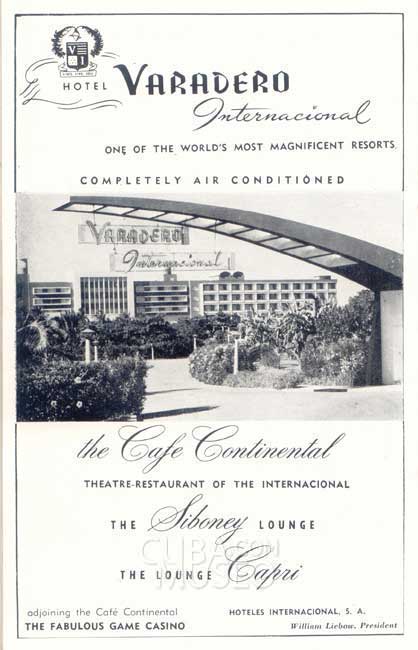 HOTEL VARADERO
Internacional
ONE OF THE WORLD'S MOST MAGNIFICENT RESORTS
COMPLETELY AIR CONDITIONED
VARADERO
Internacional
the Cafe Continental
THEATRE-RESTAURANT OF THE INTERNACIONAL
THE Siboney LOUNGE
THE LOUNGE Capri
adjoining the Café Continental
THE FABULOUS GAME CASINO
HOTELES INTERNACIONAL, S. A.
William Liebow, President